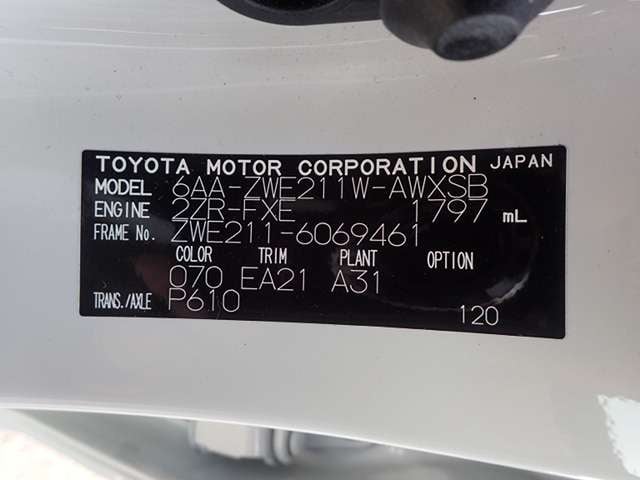 TOYOTA MOTOR CORPORATION JAPAN
MODEL 6AA-ZWE211W-AWXSB
ENGINE 2ZR-FXE 1797 mL
FRAME No. ZWE211-6069461
COLOR TRIM PLANT OPTION
070 EA21 A31
TRANS./AXLE P610
120